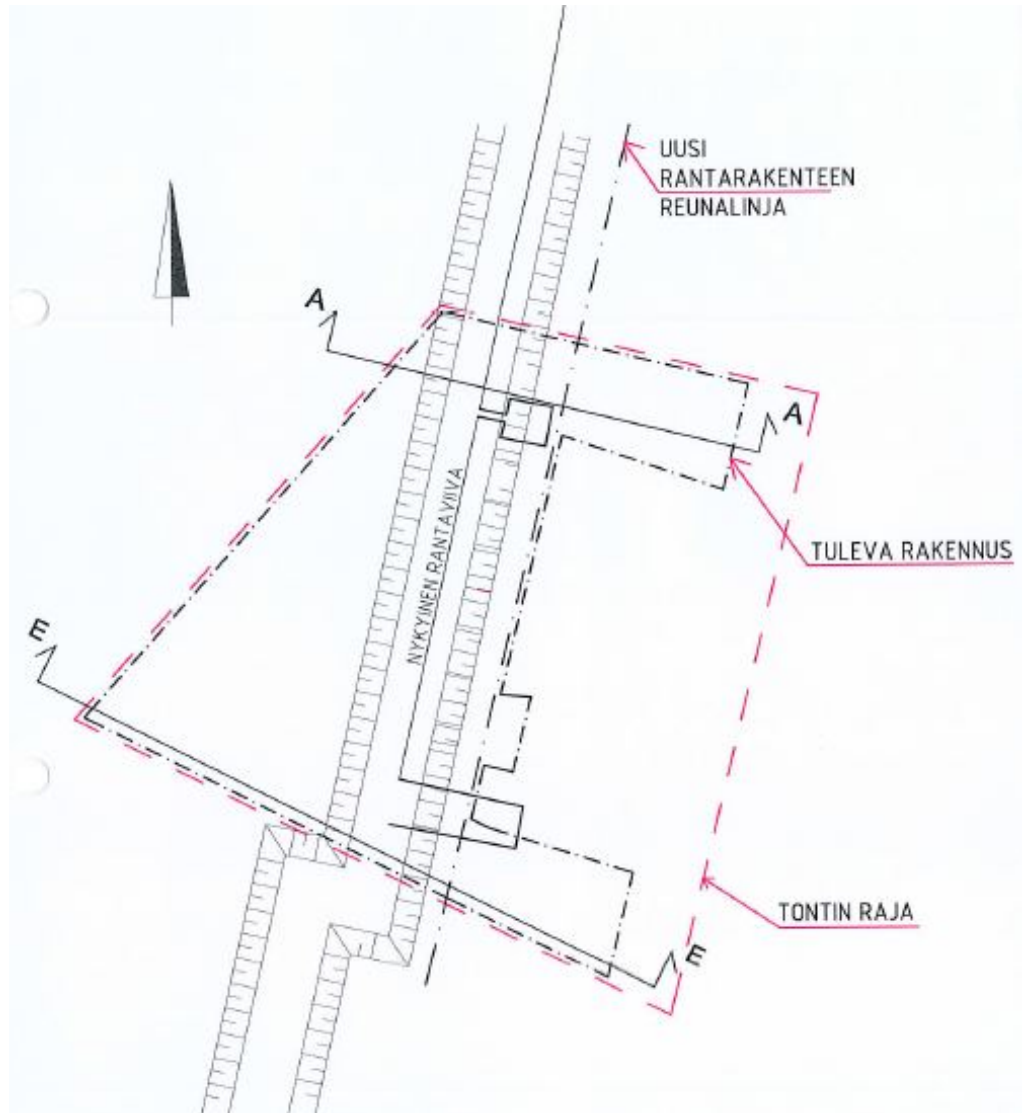 UUSI
RANTARAKENTEEN
REUNALINJA
A
A
TULEVA RAKENNUS
NYKYINEN RANTAVIIVA
E
TONTIN RAJA
E